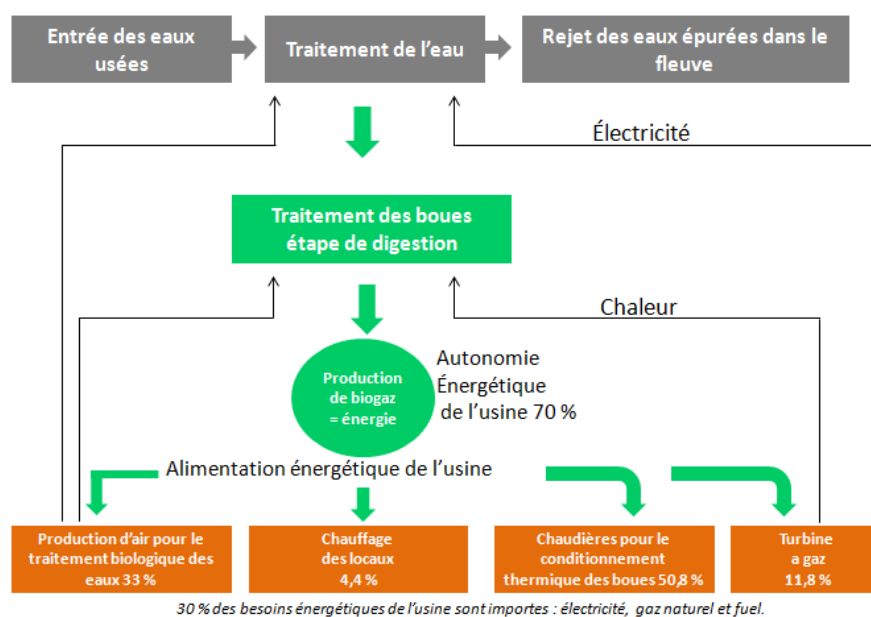 Entrée des eaux
usées
Traitement de l'eau
Rejet des eaux épurées dans le
fleuve
Électricité
Traitement des boues
étape de digestion
Chaleur
Production
de biogaz
= énergie
Autonomie
Énergétique
de l'usine 70 %
Alimentation énergétique de l'usine
Production d'air pour le
traitement biologique des
eaux 33 %
Chauffage
des locaux
4,4 %
Chaudières pour le
conditionnement
thermique des boues 50,8 %
Turbine
a gaz
11,8 %
30 % des besoins énergétiques de l'usine sont importes : électricité, gaz naturel et fuel.